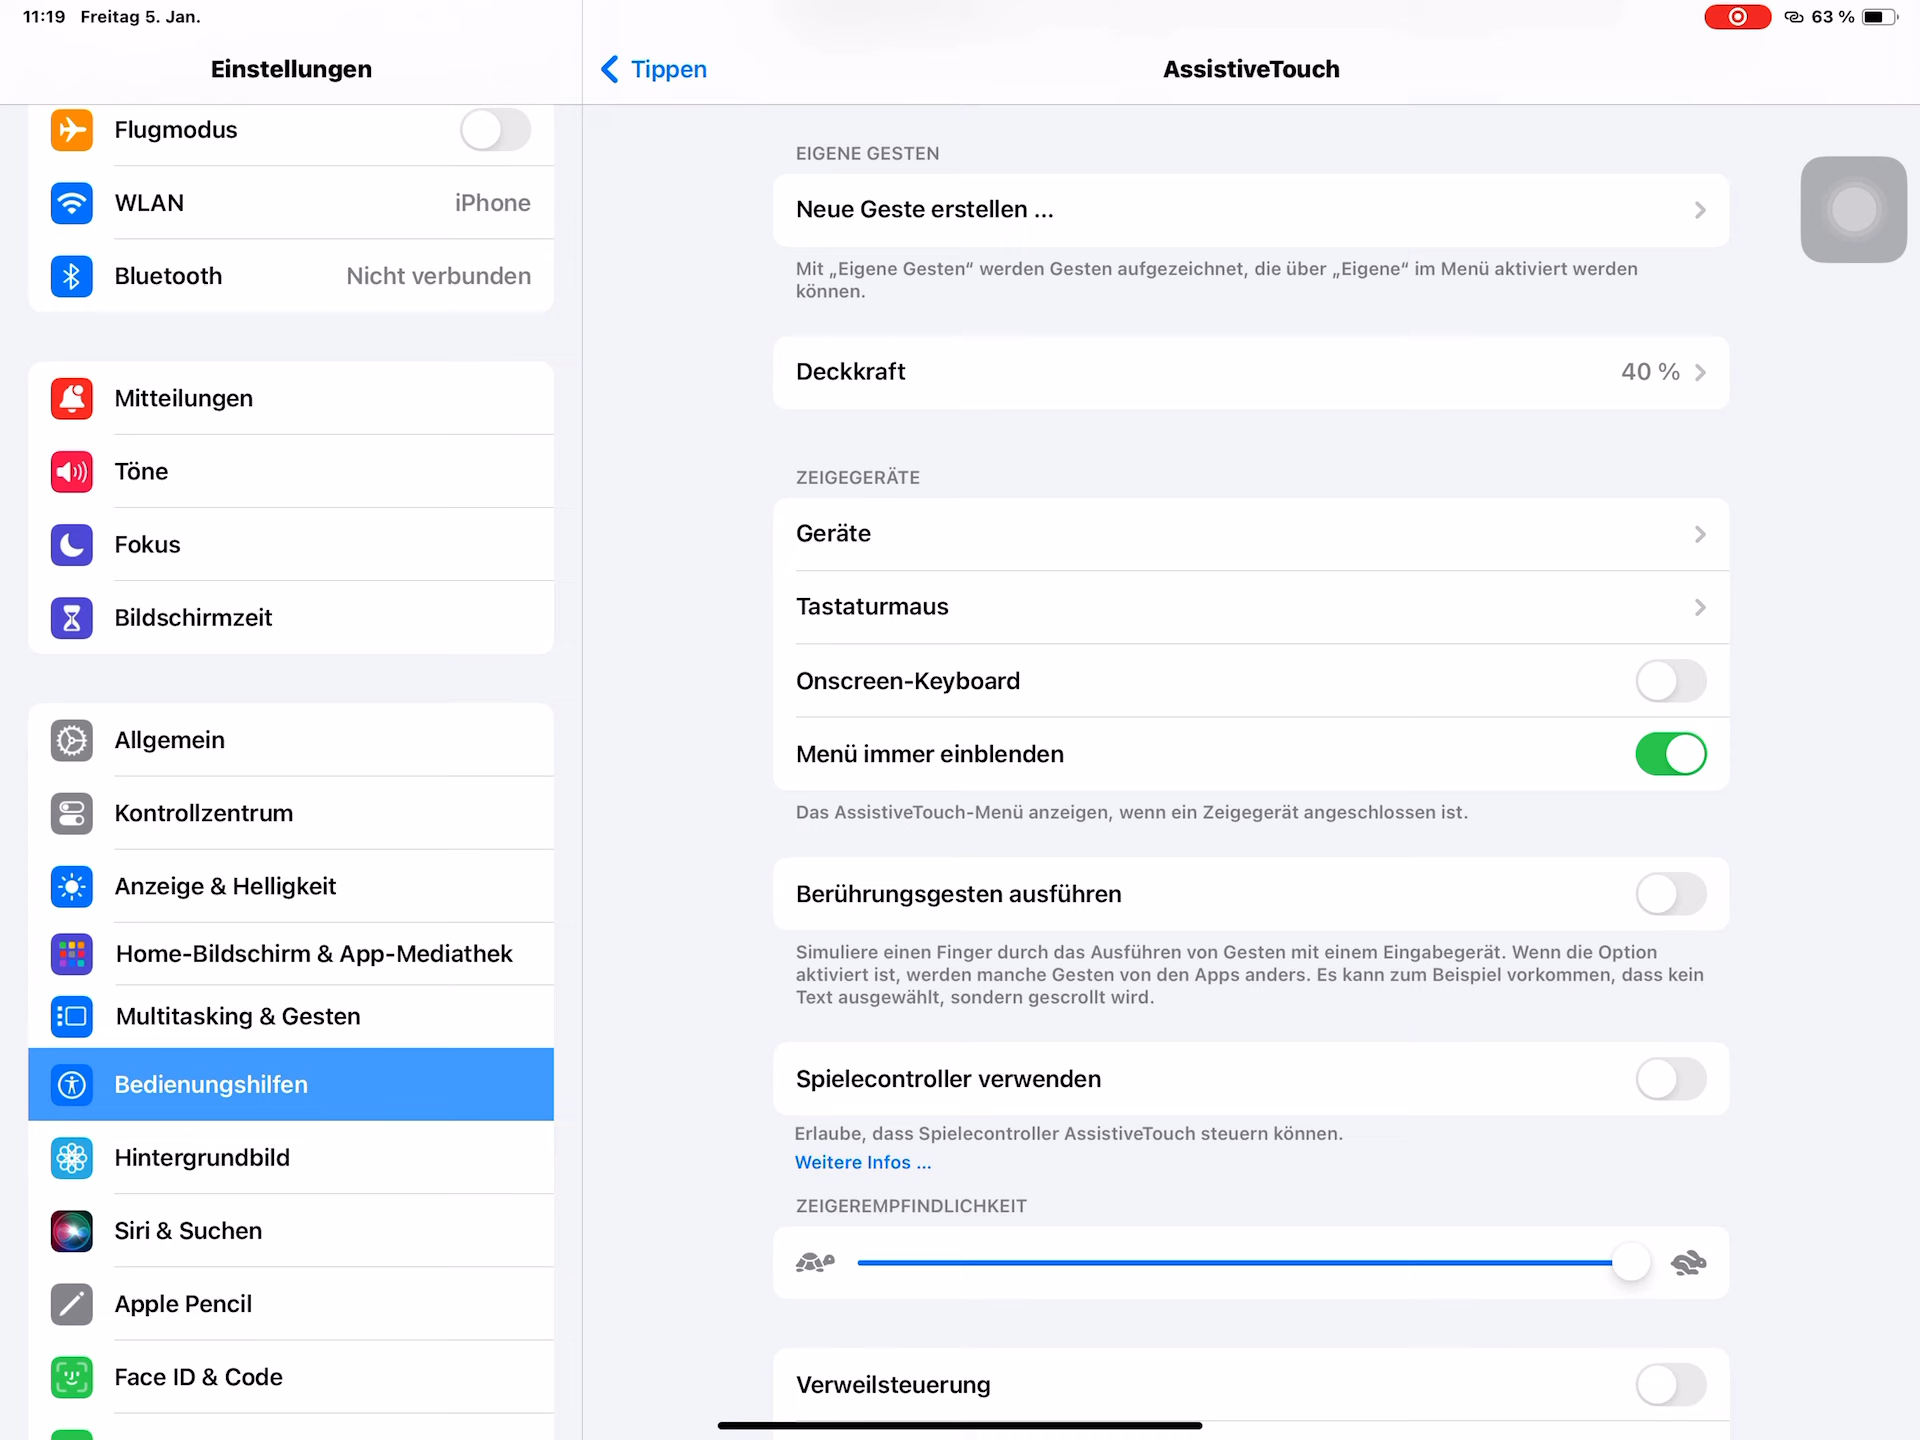 11:19 Freitag 5. Jan.
63 %
Einstellungen
Flugmodus
WLAN iPhone
Bluetooth Nicht verbunden
Mitteilungen
Töne
Fokus
Bildschirmzeit
Allgemein
Kontrollzentrum
Anzeige & Helligkeit
Home-Bildschirm & App-Mediathek
Multitasking & Gesten
Bedienungshilfen
Hintergrundbild
Siri & Suchen
Apple Pencil
Face ID & Code
Tippen
AssistiveTouch
EIGENE GESTEN
Neue Geste erstellen ...
Mit „Eigene Gesten“ werden Gesten aufgezeichnet, die über „Eigene“ im Menü aktiviert werden
können.
Deckkraft 40 %
ZEIGEGERÄTE
Geräte
Tastaturmaus
Onscreen-Keyboard
Menü immer einblenden
Das AssistiveTouch-Menü anzeigen, wenn ein Zeigegerät angeschlossen ist.
Berührungsgesten ausführen
Simuliere einen Finger durch das Ausführen von Gesten mit einem Eingabegerät. Wenn die Option
aktiviert ist, werden manche Gesten von den Apps anders. Es kann zum Beispiel vorkommen, dass kein
Text ausgewählt, sondern gescrollt wird.
Spielecontroller verwenden
Erlaube, dass Spielecontroller AssistiveTouch steuern können.
Weitere Infos ...
ZEIGEREMPFINDLICHKEIT
Verweilsteuerung